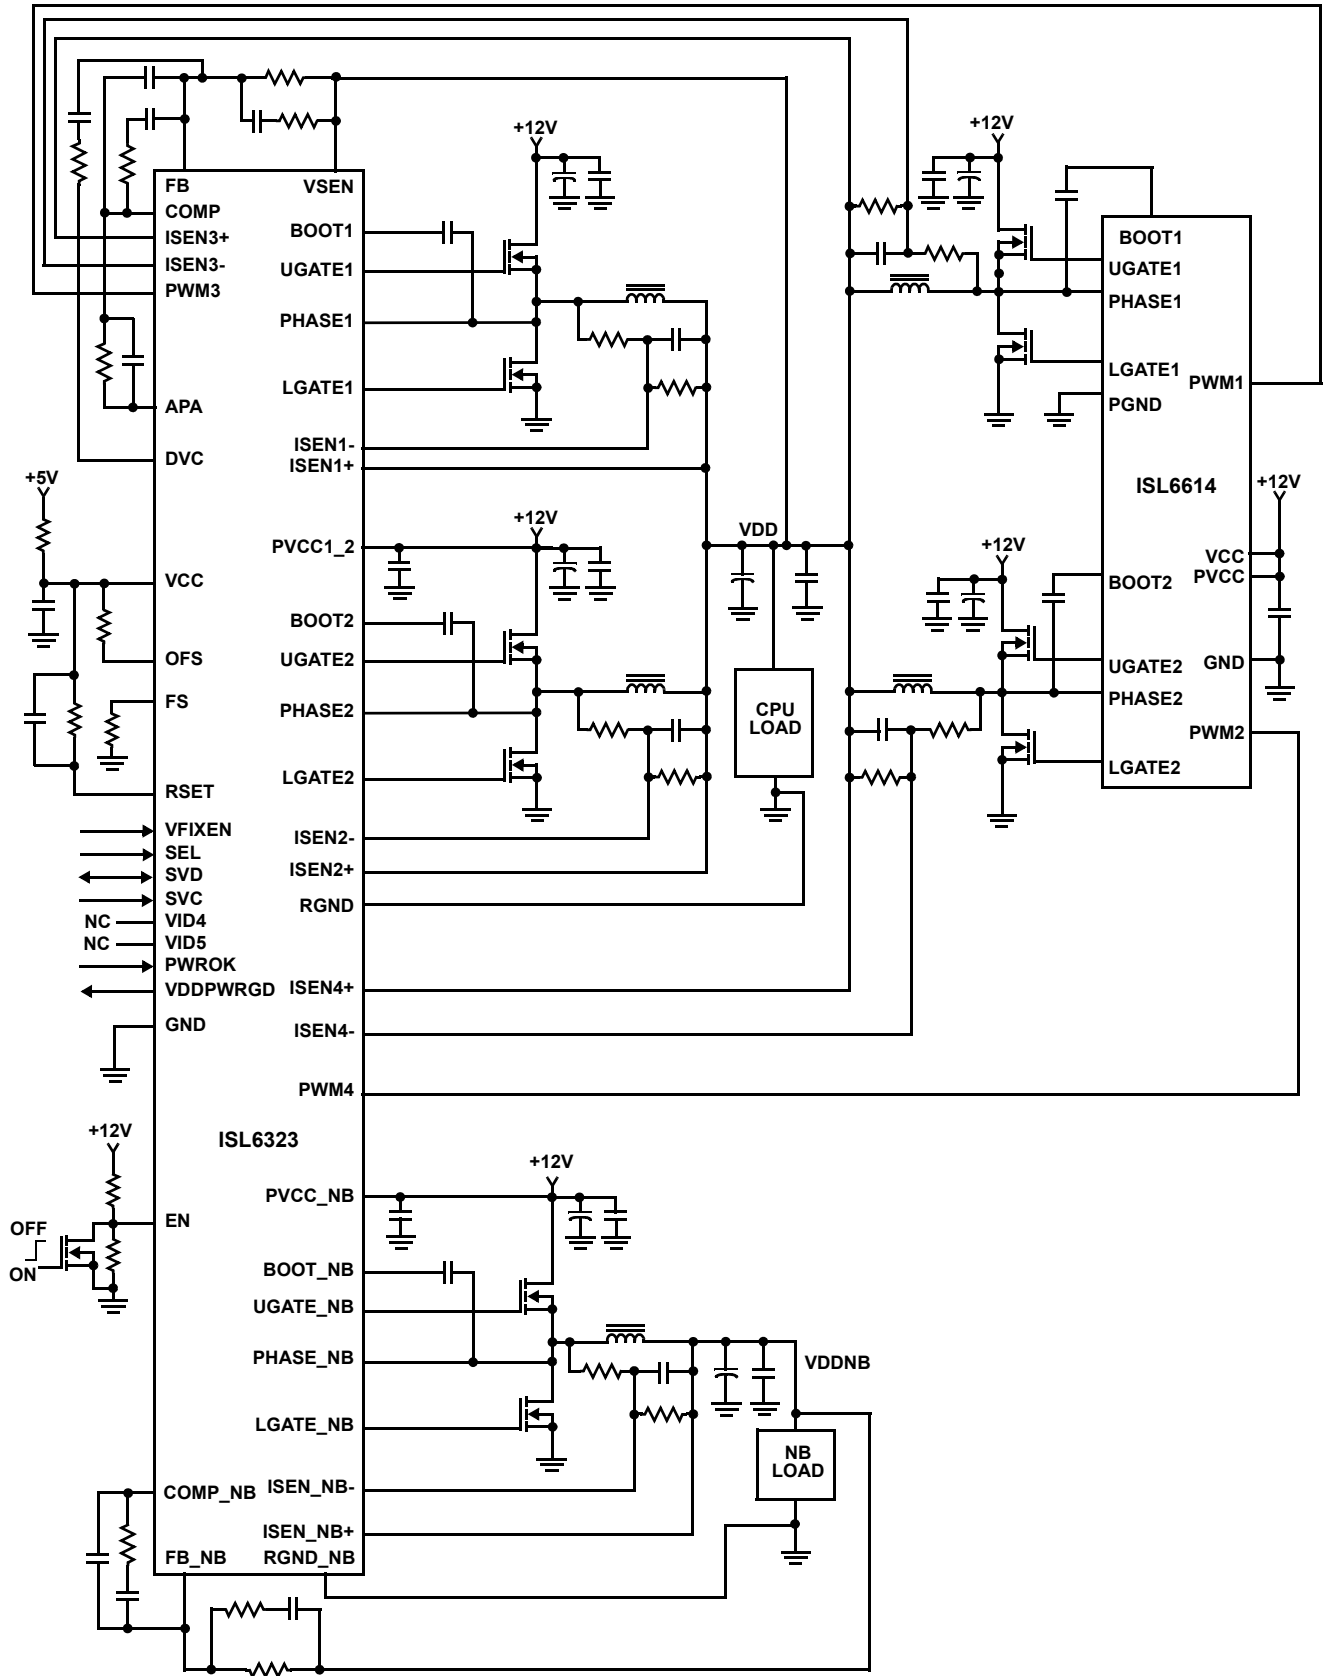 +12V
+12V
FB
VSEN
COMP
ISEN3+
ISEN3-
PWM3
BOOT1
UGATE1
PHASE1
LGATE1
APA
ISEN1-
ISEN1+
DVC
BOOT1
UGATE1
PHASE1
LGATE1
PWM1
PGND
ISL6614
+5V
+12V
+12V
VDD
+12V
PVCC1_2
VCC
VCC
PVCC
BOOT2
BOOT2
UGATE2
OFS
UGATE2
GND
FS
PHASE2
PHASE2
CPU
LOAD
PWM2
LGATE2
LGATE2
RSET
VFIXEN
ISEN2-
SEL
SVD
ISEN2+
SVC
RGND
NC
VID4
NC
VID5
PWROK
VDDPWRGD
ISEN4+
GND
ISEN4-
PWM4
+12V
ISL6323
+12V
PVCC_NB
EN
OFF
ON
BOOT_NB
UGATE_NB
PHASE_NB
VDDNB
LGATE_NB
NB
LOAD
COMP_NB
ISEN_NB-
ISEN_NB+
FB_NB
RGND_NB